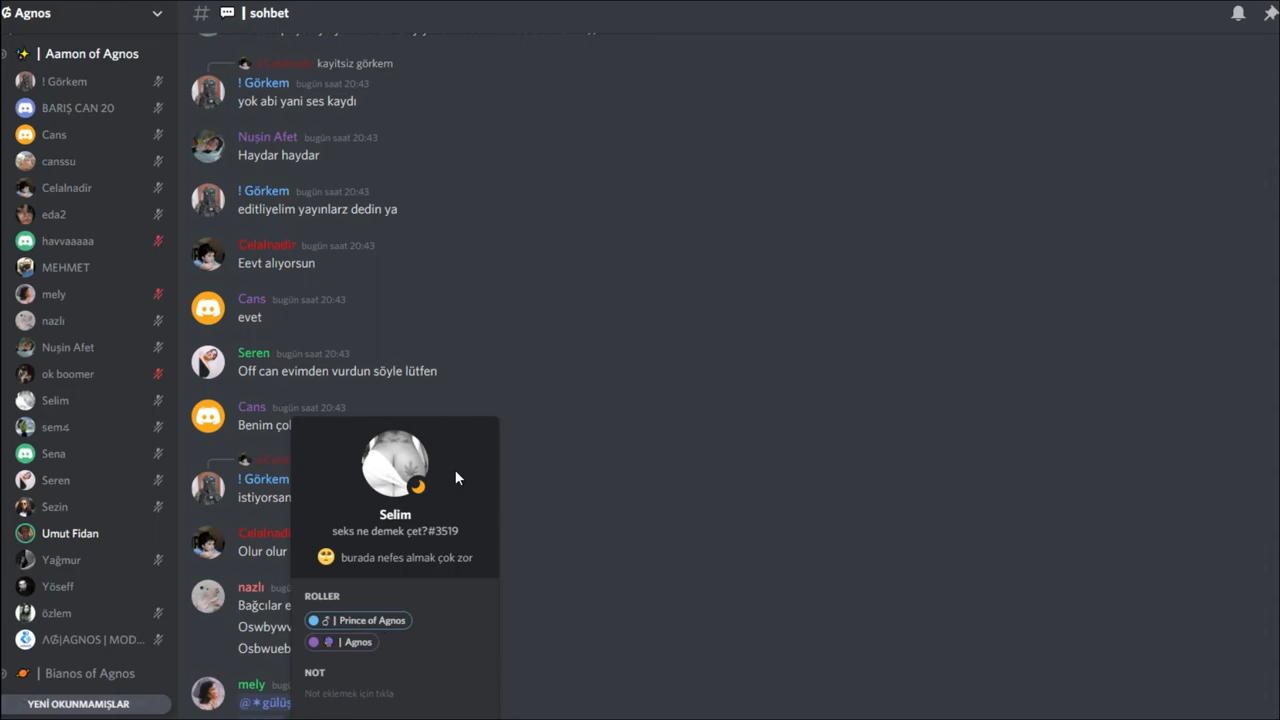 Agnos
| Aamon of Agnos
! Görkem
BARIŞ CAN 20
Cans
canssu
Celalnadir
eda2
havvaaaaa
MEHMET
mely
nazlı
Nuşin Afet
ok boomer
Selim
sem4
Sena
Seren
Sezin
Umut Fidan
Yağmur
Yöseff
özlem
| Bianos of Agnos
YENİ OKUNMAMIŞLAR
# | sohbet
kayitsiz görkem
! Görkem bugün saat 20:43
yok abi yani ses kaydı
Nuşin Afet bugün saat 20:43
Haydar haydar
! Görkem bugün saat 20:43
editliyelim yayınlarz dedin ya
Celalnadir bugün saat 20:43
Eevt alıyorsun
Cans bugün saat 20:43
evet
Seren bugün saat 20:43
Off can evimden vurdun söyle lütfen
Cans bugün saat 20:43
Benim
! Görkem
Olur olur
nazlı
Bağcılar
mely
Selim
seks ne demek çet?#3519
burada nefes almak çok zor
ROLLER
| Prince of Agnos
| Agnos
NOT
Not eklemek için tıkla